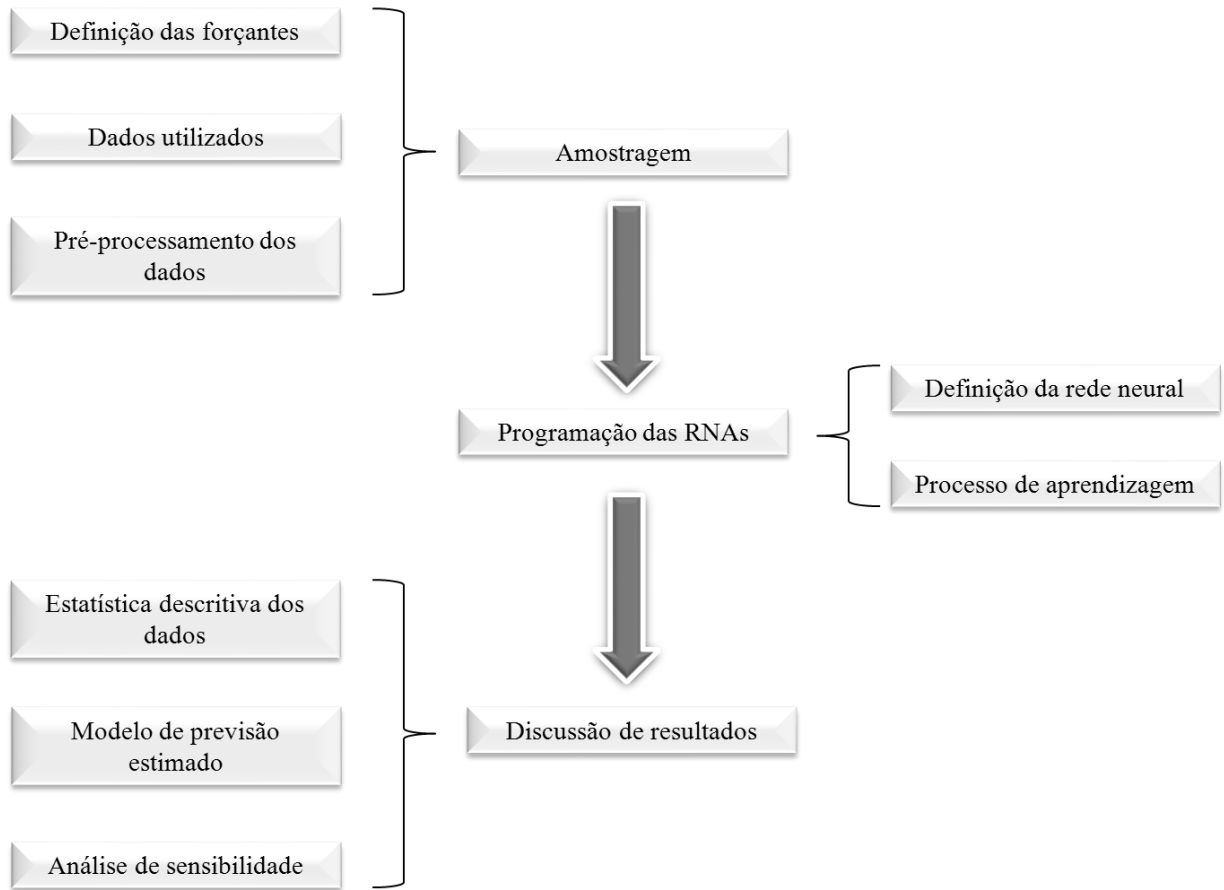 Definição das forçantes
Dados utilizados
Pré-processamento dos
dados
Amostragem
Programação das RNAs
Definição da rede neural
Processo de aprendizagem
Estatística descritiva dos
dados
Modelo de previsão
estimado
Análise de sensibilidade
Discussão de resultados